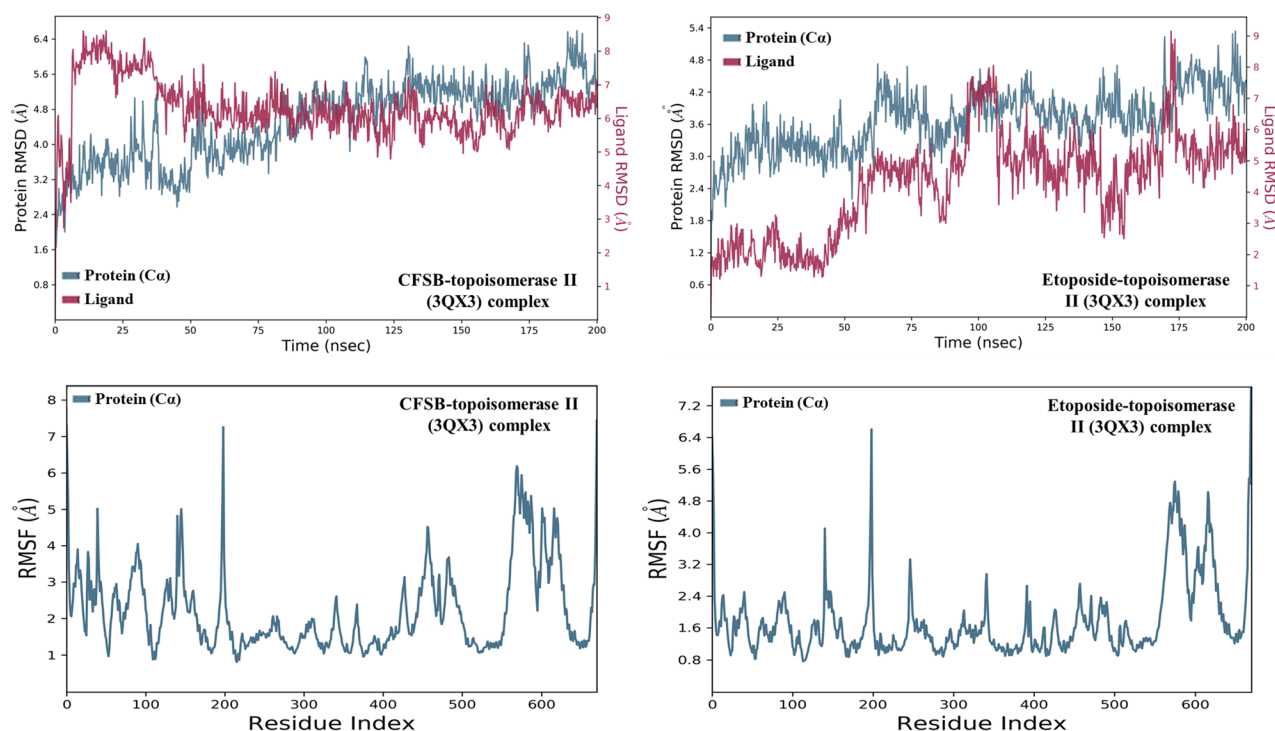 6.4
5.6
4.8
4.0
3.2
2.4
1.6
0.8
Protein RMSD (Å)
9
8
7
6
5
4
3
2
1
Ligand RMSD (Å)
Protein (Cα)
Ligand
CFSB-topoisomerase II
(3QX3) complex
0 25 50 75 100 125 150 175 200
Time (nsec)
5.4
4.8
4.2
3.6
3.0
2.4
1.8
1.2
0.6
Protein RMSD (Å)
9
8
7
6
5
4
3
2
1
Ligand RMSD (Å)
Protein (Cα)
Ligand
Etoposide-topoisomerase
II (3QX3) complex
0 25 50 75 100 125 150 175 200
Time (nsec)
8
7
6
5
4
3
2
1
RMSF (Å)
Protein (Cα)
CFSB-topoisomerase II
(3QX3) complex
0 100 200 300 400 500 600
Residue Index
7.2
6.4
5.6
4.8
4.0
3.2
2.4
1.6
0.8
RMSF (Å)
Protein (Cα)
Etoposide-topoisomerase
II (3QX3) complex
0 100 200 300 400 500 600
Residue Index